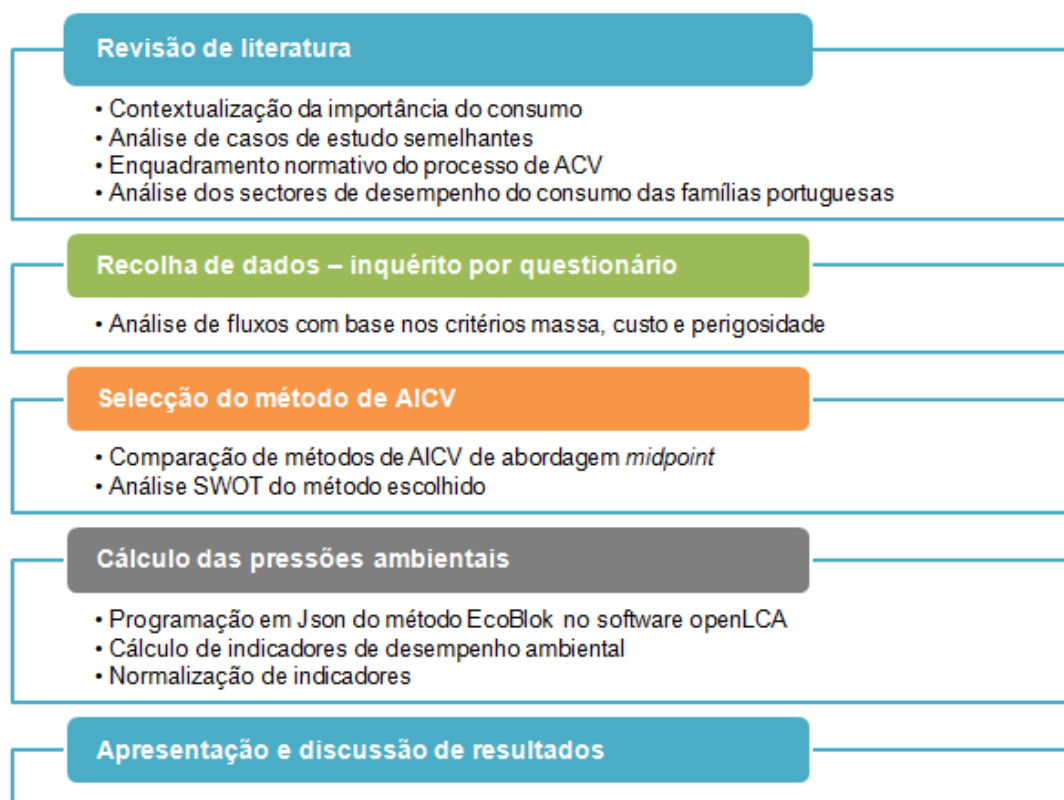 Revisão de literatura
• Contextualização da importância do consumo
• Análise de casos de estudo semelhantes
• Enquadramento normativo do processo de ACV
• Análise dos sectores de desempenho do consumo das famílias portuguesas
Recolha de dados – inquérito por questionário
• Análise de fluxos com base nos critérios massa, custo e perigosidade
Selecção do método de AICV
• Comparação de métodos de AICV de abordagem midpoint
• Análise SWOT do método escolhido
Cálculo das pressões ambientais
• Programação em Json do método EcoBlok no software openLCA
• Cálculo de indicadores de desempenho ambiental
• Normalização de indicadores
Apresentação e discussão de resultados